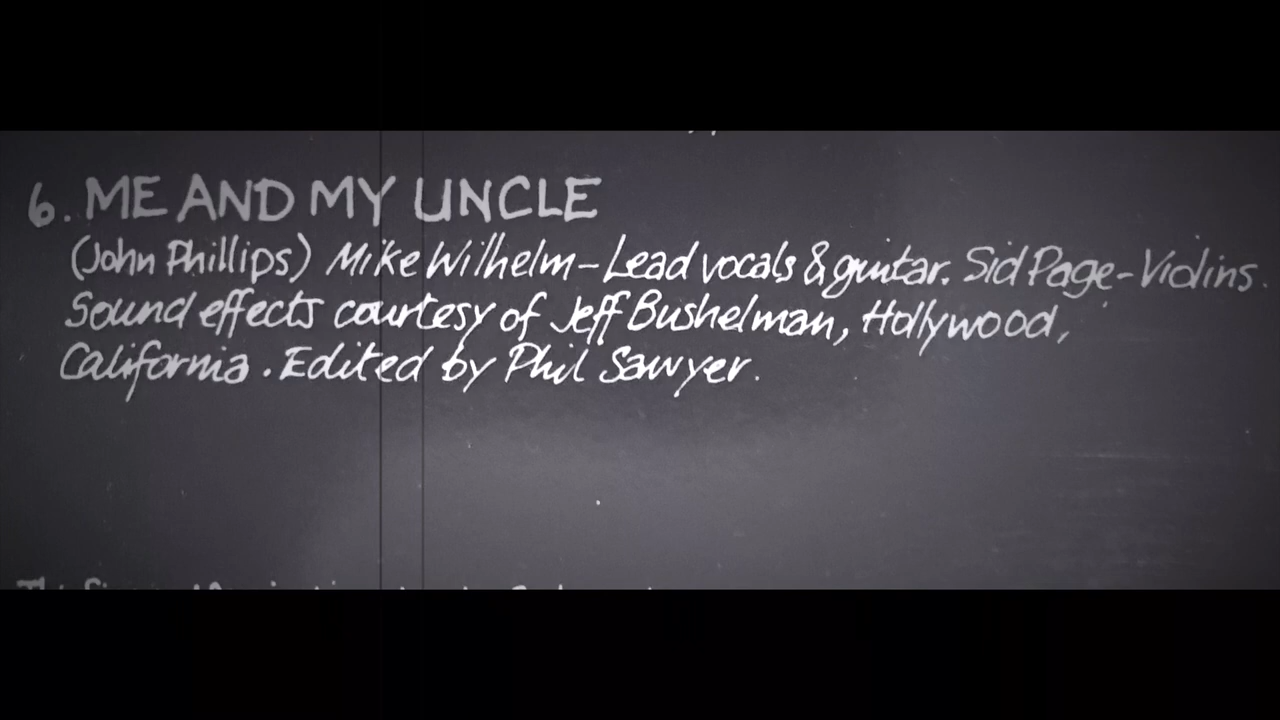 6. ME AND MY UNCLE
(John Phillips) Mike Wilhelm-Lead vocals & guitar. Sid Page-Violins.
Sound effects courtesy of Jeff Bushelman, Hollywood,
California. Edited by Phil Sawyer.